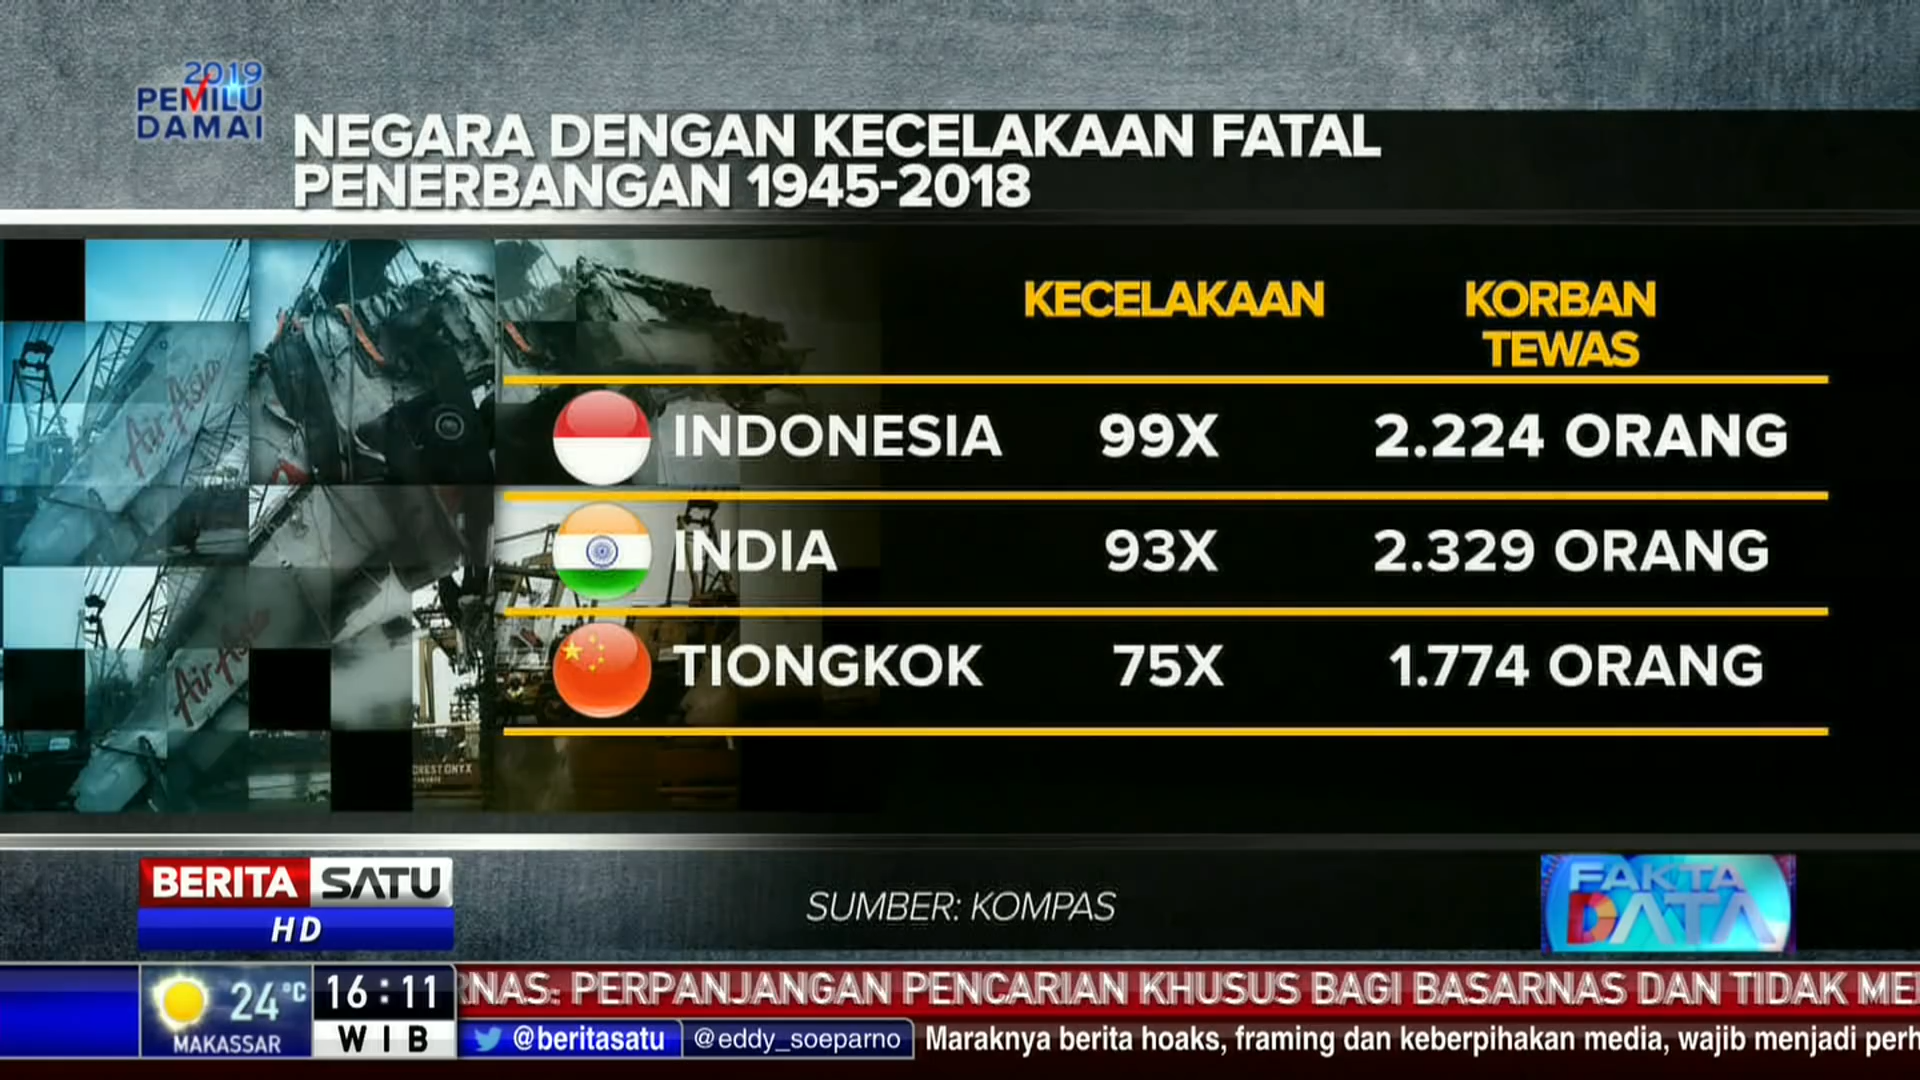 2019
PEMILU
DAMAI
NEGARA DENGAN KECELAKAAN FATAL
PENERBANGAN 1945-2018
KECELAKAAN
KORBAN
TEWAS
INDONESIA 99X 2.224 ORANG
INDIA 93X 2.329 ORANG
TIONGKOK 75X 1.774 ORANG
AirAsia
AirAsia
BERITA SATU
HD
SUMBER: KOMPAS
FAKTA
DATA
24°C
MAKASSAR
16:11
WIB
RNAS: PERPANJANGAN PENCARIAN KHUSUS BAGI BASARNAS DAN TIDAK ME
@beritasatu @eddy_soeparno Maraknya berita hoaks, framing dan keberpihakan media, wajib menjadi perh